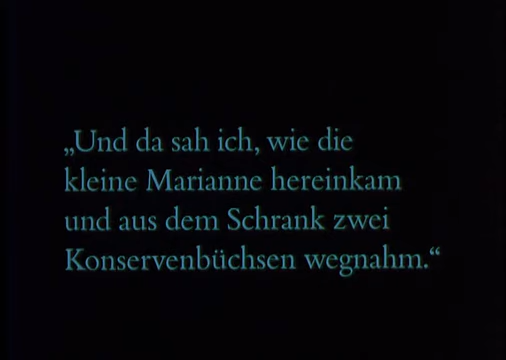 „Und da sah ich, wie die
kleine Marianne hereinkam
und aus dem Schrank zwei
Konservenbüchsen wegnahm.“